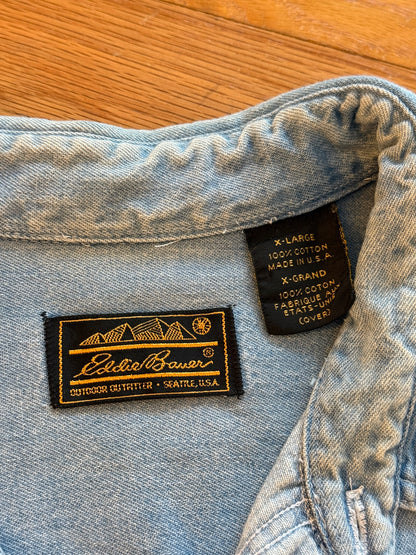 X-LARGE
100% COTTON
MADE IN U.S.A.
X-GRAND
100% COTON
FABRIQUE AUX
ETATS-UNIS
(OVER)
Eddie Bauer®
OUTDOOR OUTFITTER • SEATTLE, U.S.A.